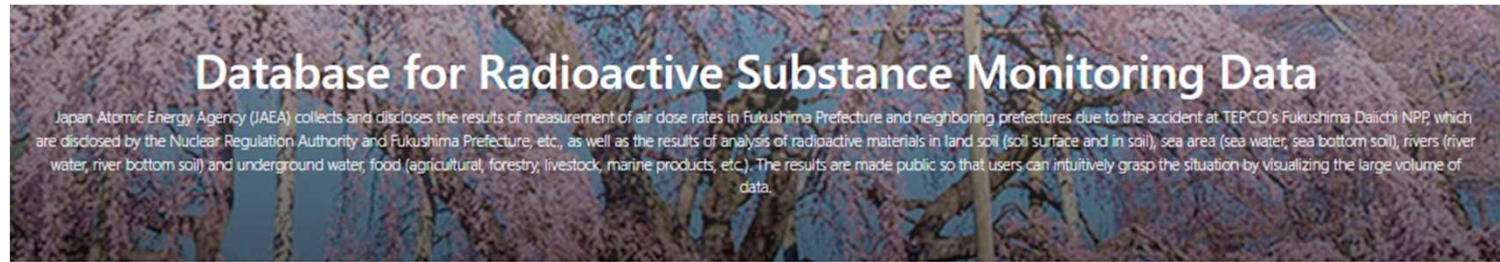 Database for Radioactive Substance Monitoring Data
Japan Atomic Energy Agency (JAEA) collects and discloses the results of measurement of air dose rates in Fukushima Prefecture and neighboring prefectures due to the accident at TEPCO's Fukushima Daiichi NPP, which
are disclosed by the Nuclear Regulation Authority and Fukushima Prefecture, etc., as well as the results of analysis of radioactive materials in land soil (soil surface and in soil), sea area (sea water, sea bottom soil), rivers (river
water, river bottom soil) and underground water, food (agricultural, forestry, livestock, marine products, etc.). The results are made public so that users can intuitively grasp the situation by visualizing the large volume of
data.